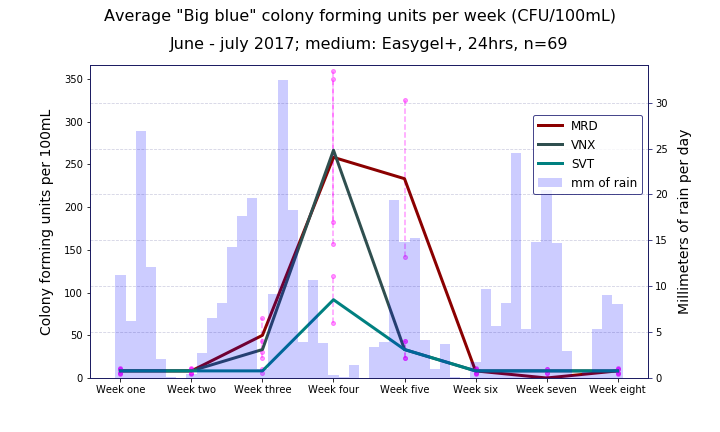 Average "Big blue" colony forming units per week (CFU/100mL)
June - july 2017; medium: Easygel+, 24hrs, n=69
Colony forming units per 100mL
350
300
250
200
150
100
50
0
MRD
VNX
SVT
mm of rain
30
25
20
15
10
5
0
Millimeters of rain per day
Week one Week two Week three Week four Week five Week six Week seven Week eight